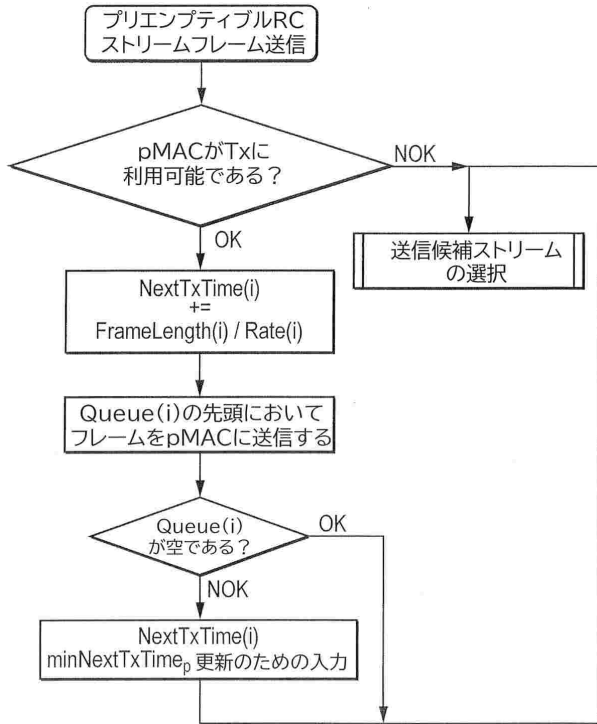 プリエンプティブルRC
ストリームフレーム送信
pMACがTxに
利用可能である？
NOK
OK
送信候補ストリーム
の選択
NextTxTime(i)
+=
FrameLength(i) / Rate(i)
Queue(i)の先頭において
フレームをpMACに送信する
Queue(i)
が空である？
OK
NOK
NextTxTime(i)
minNextTxTimep 更新のための入力